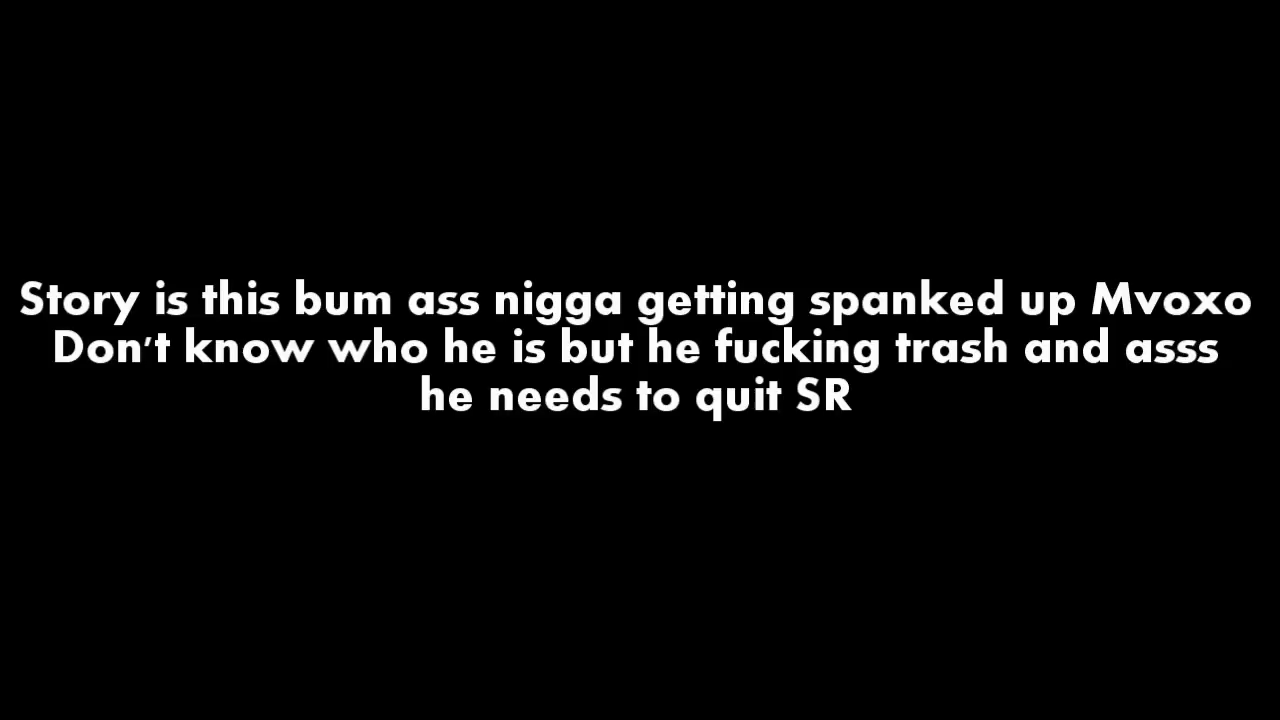 Story is this bum ass nigga getting spanked up Mvoxo
Don't know who he is but he fucking trash and asss
he needs to quit SR